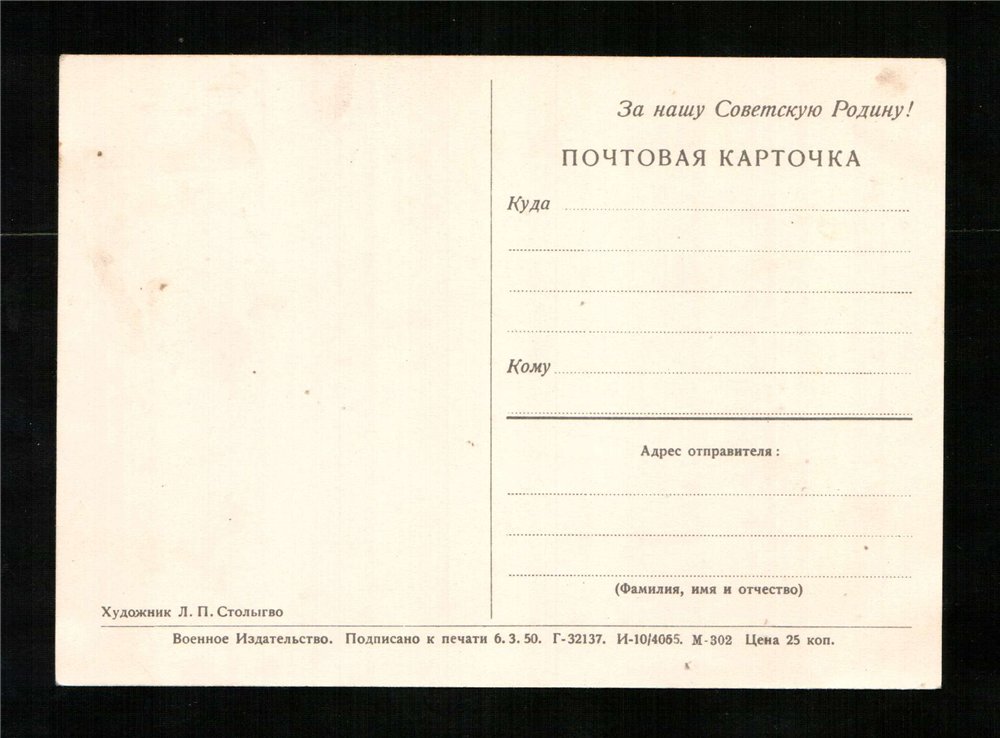 За нашу Советскую Родину!
ПОЧТОВАЯ КАРТОЧКА
Куда
Кому
Адрес отправителя:
(Фамилия, имя и отчество)
Художник Л. П. Столыгво
Военное Издательство. Подписано к печати 6. 3. 50. Г-32137. И-10/4065. М-302 Цена 25 коп.